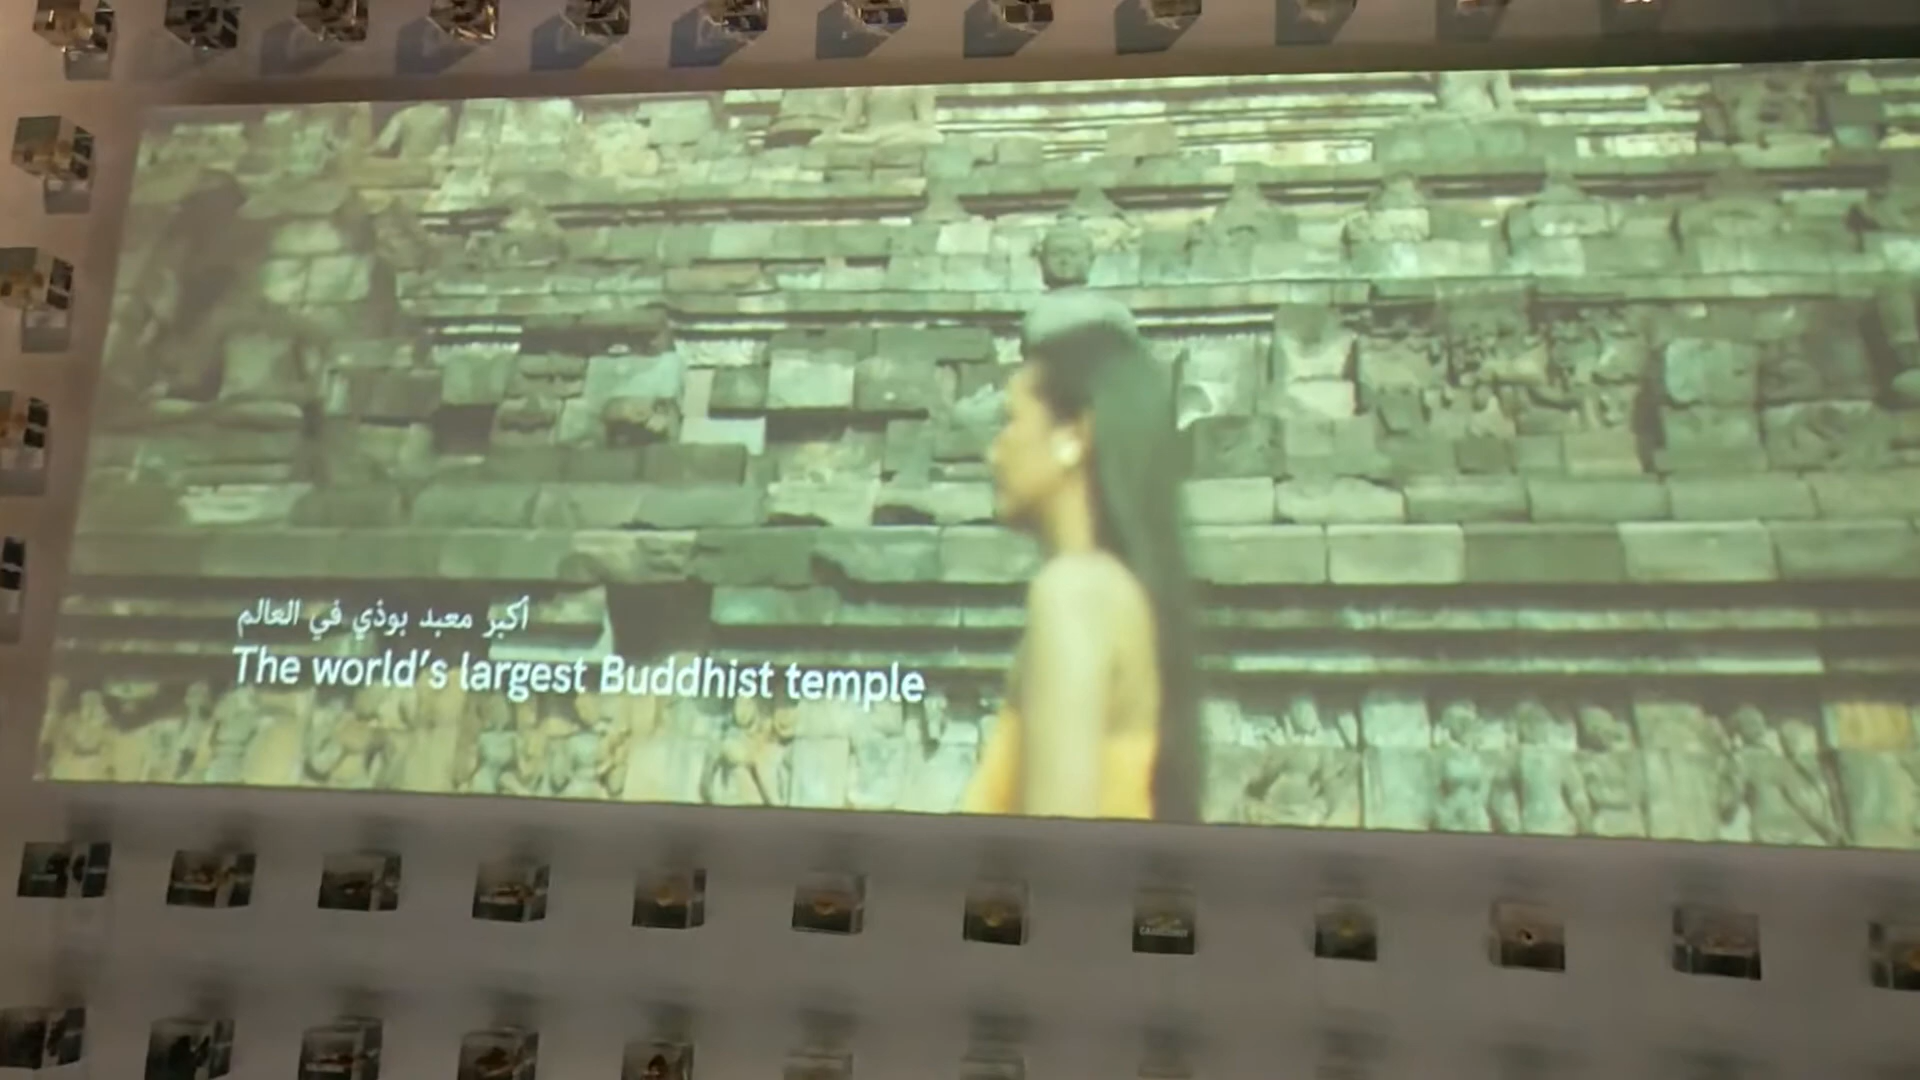 أكبر معبد بوذي في العالم
The world's largest Buddhist temple